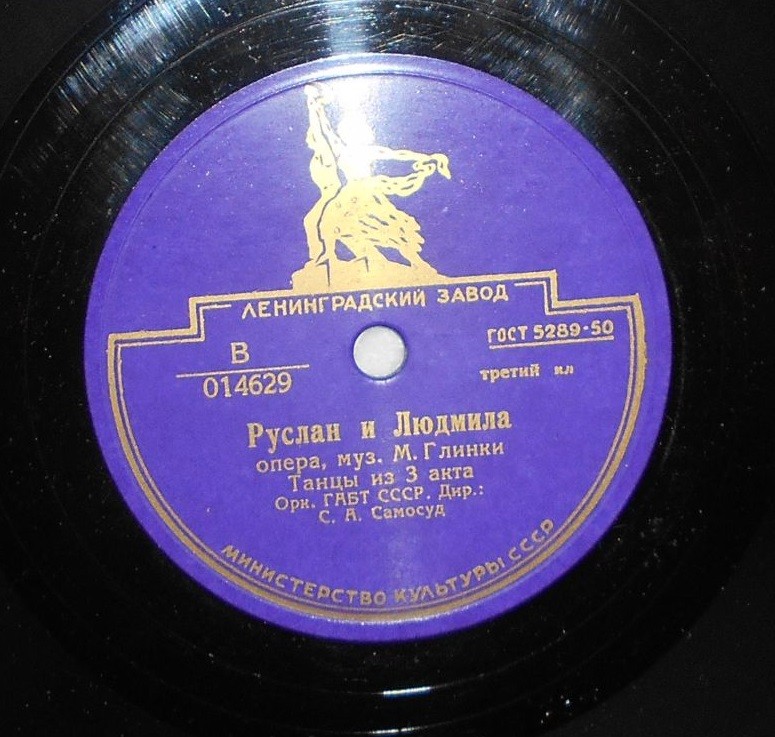 ЛЕНИНГРАДСКИЙ ЗАВОД
ГОСТ 5289-50
В
014629
третий кл
Руслан и Людмила
опера, муз. М. Глинки
Танцы из 3 акта
Орк. ГАБТ СССР. Дир.:
С. А. Самосуд
МИНИСТЕРСТВО КУЛЬТУРЫ СССР